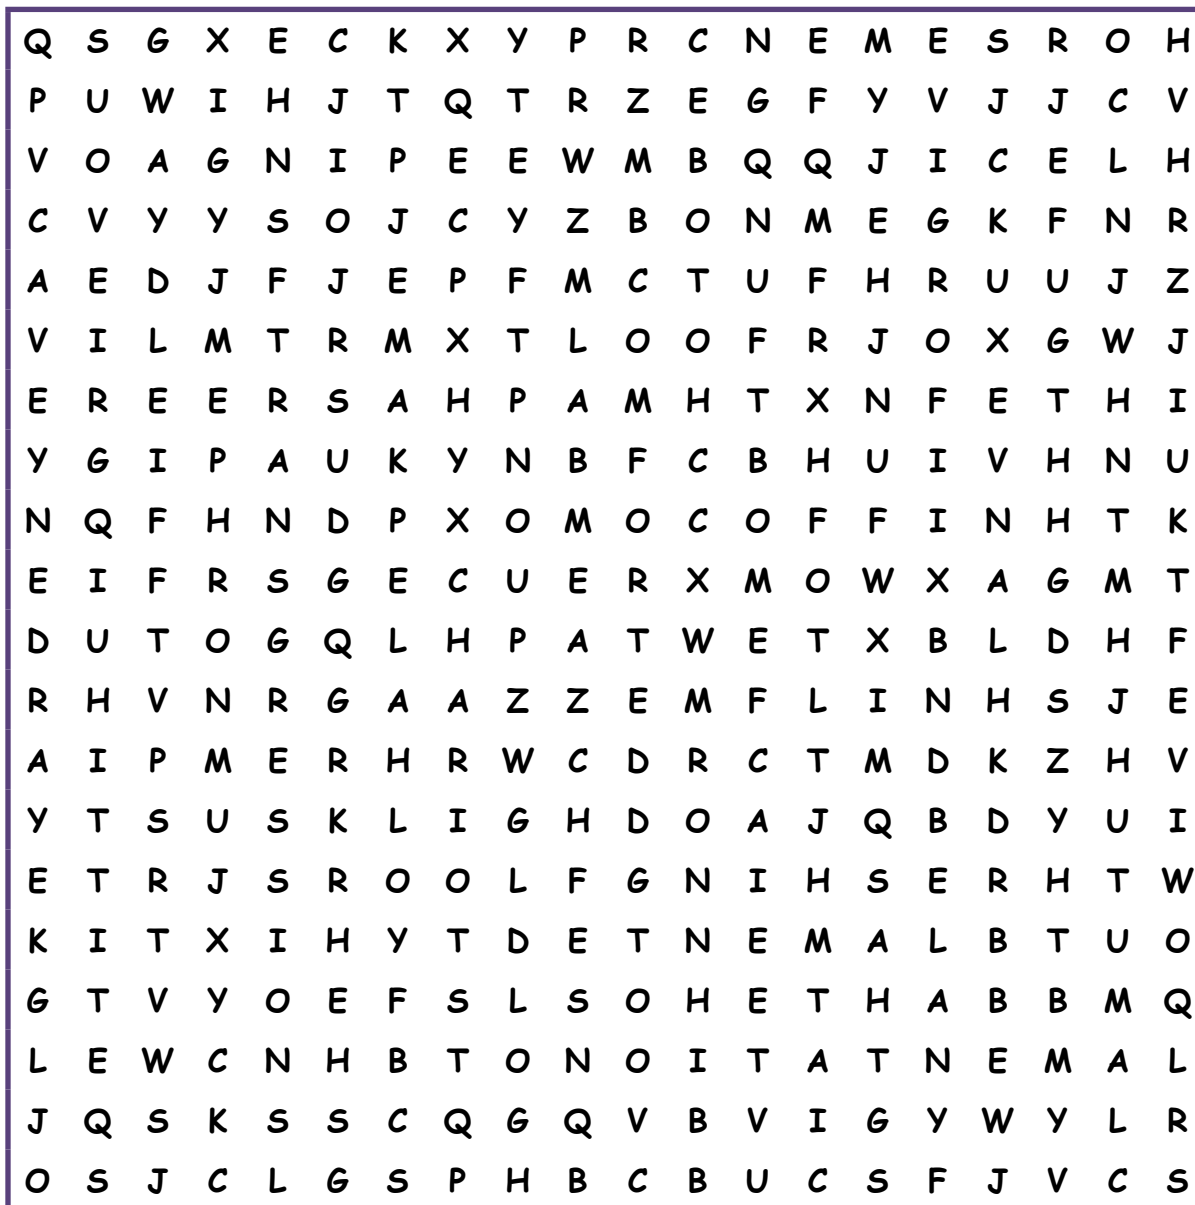 Q S G X E C K X Y P R C N E M E S R O H
P U W I H J T Q T R Z E G F Y V J J C V
V O A G N I P E E W M B Q Q J I C E L H
C V Y Y S O J C Y Z B O N M E G K F N R
A E D J F J E P F M C T U F H R U U J Z
V I L M T R M X T L O O F R J O X G W J
E R E E R S A H P A M H T X N F E T H I
Y G I P A U K Y N B F C B H U I V H N U
N Q F H N D P X O M O C O F F I N H T K
E I F R S G E C U E R X M O W X A G M T
D U T O G Q L H P A T W E T X B L D H F
R H V N R G A A Z Z E M F L I N H S J E
A I P M E R H R W C D R C T M D K Z H V
Y T S U S K L I G H D O A J Q B D Y U I
E T R J S R O O L F G N I H S E R H T W
K I T X I H Y T D E T N E M A L B T U O
G T V Y O E F S L S O H E T H A B B M Q
L E W C N H B T O N O I T A T N E M A L
J Q S K S S C Q G Q V B V I G Y W Y L R
O S J C L G S P H B C B U C S F J V C S